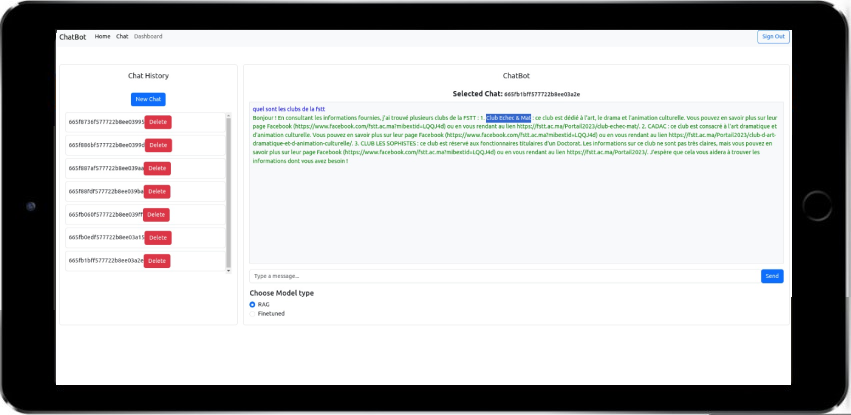 ChatBot Home Chat Dashboard Sign Out
Chat History
New Chat
665f8736f577722b8ee03995 Delete
665f886bf577722b8ee0399d Delete
665f887af577722b8ee039aa Delete
665f88fdf577722b8ee039ba Delete
665fb060f577722b8ee039ff Delete
665fb0edf577722b8ee03a15 Delete
665fb1bff577722b8ee03a2e Delete
ChatBot
Selected Chat: 665fb1bff577722b8ee03a2e
quel sont les clubs de la fstt
Bonjour ! En consultant les informations fournies, j'ai trouvé plusieurs clubs de la FSTT : 1. Club Echec & Mat : ce club est dédié à l'art, le drama et l'animation culturelle. Vous pouvez en savoir plus sur leur
page Facebook (https://www.facebook.com/fstt.ac.ma?mibextid=LQQJ4d) ou en vous rendant au lien https://fstt.ac.ma/Portail2023/club-echec-mat/. 2. CADAC : ce club est consacré à l'art dramatique et
d'animation culturelle. Vous pouvez en savoir plus sur leur page Facebook (https://www.facebook.com/fstt.ac.ma?mibextid=LQQJ4d) ou en vous rendant au lien https://fstt.ac.ma/Portail2023/club-d-art-
dramatique-et-d-animation-culturelle/. 3. CLUB LES SOPHISTES : ce club est réservé aux fonctionnaires titulaires d'un Doctorat. Les informations sur ce club ne sont pas très claires, mais vous pouvez en
savoir plus sur leur page Facebook (https://www.facebook.com/fstt.ac.ma?mibextid=LQQJ4d) ou en vous rendant au lien https://fstt.ac.ma/Portail2023/. J'espère que cela vous aidera à trouver les
informations dont vous avez besoin !
Type a message...
Send
Choose Model type
RAG
Finetuned